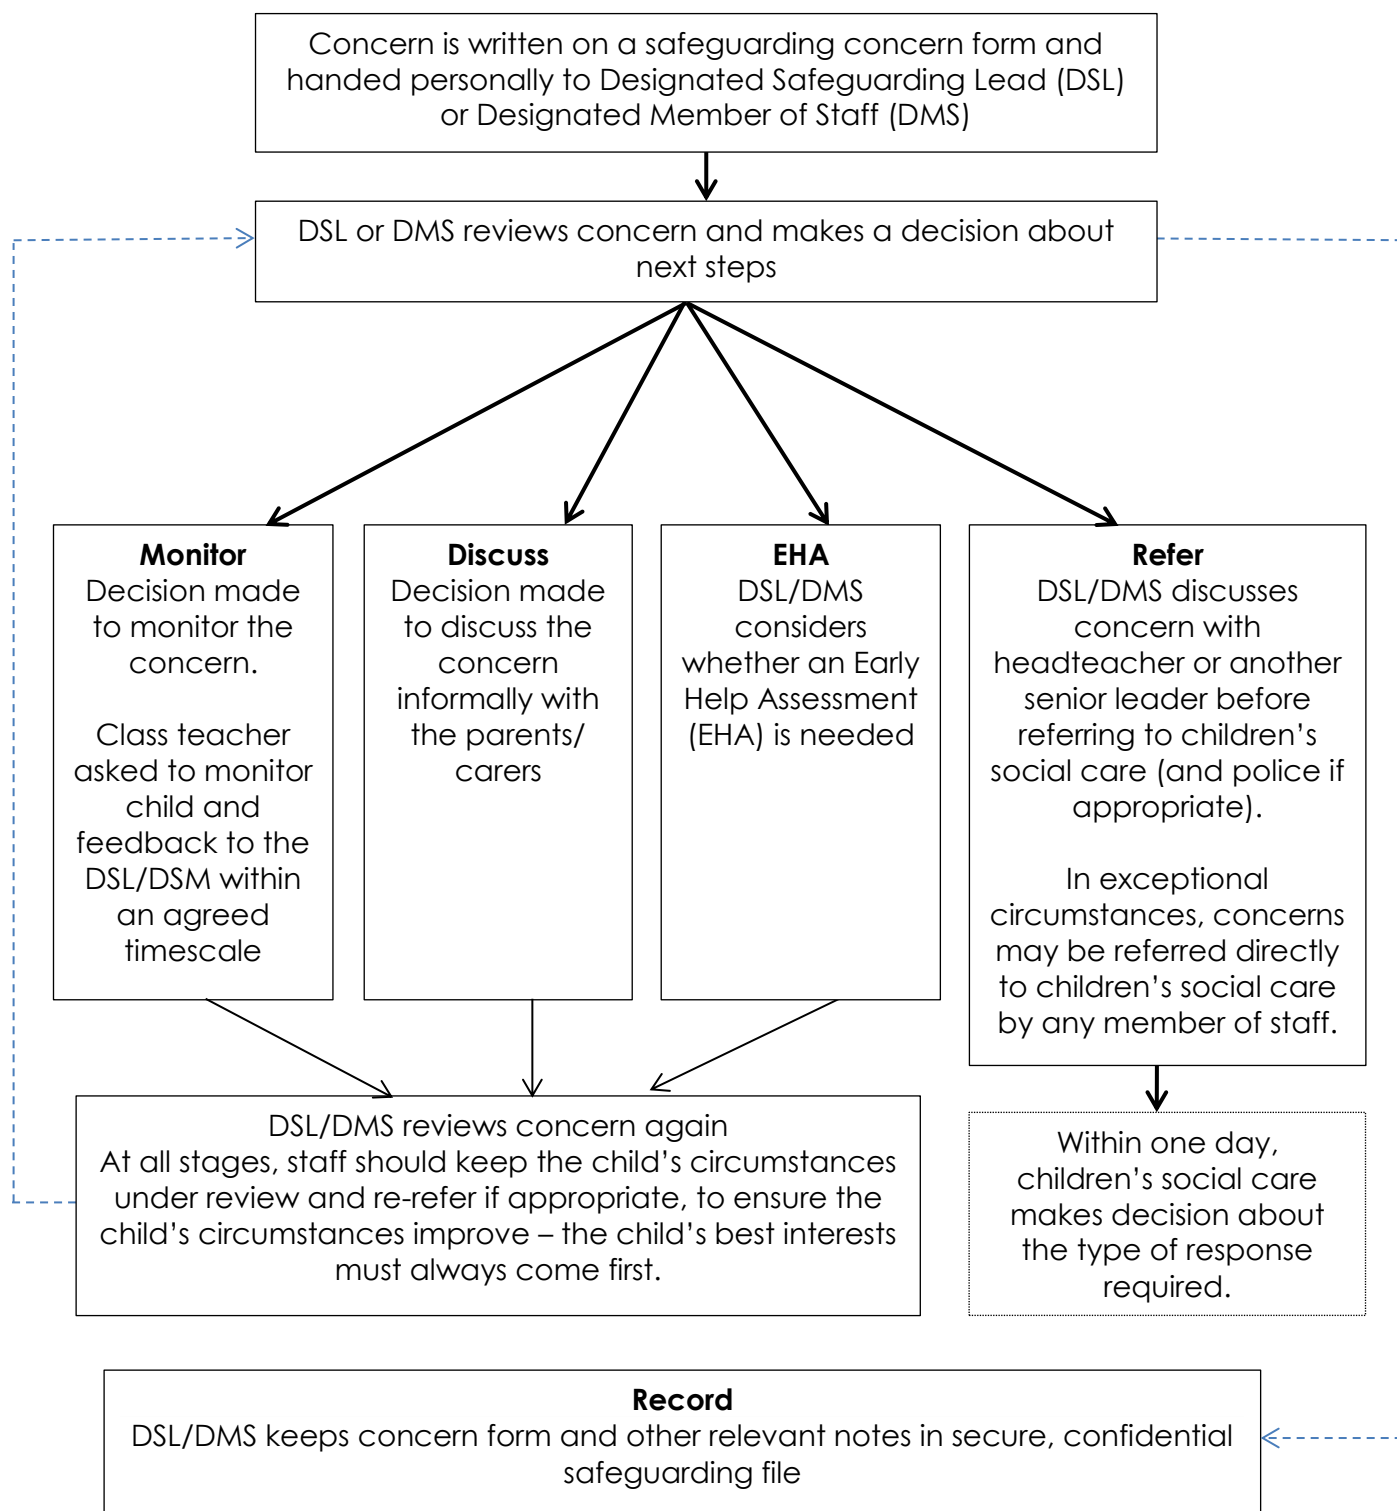 Concern is written on a safeguarding concern form and
handed personally to Designated Safeguarding Lead (DSL)
or Designated Member of Staff (DMS)
DSL or DMS reviews concern and makes a decision about
next steps
Monitor
Decision made
to monitor the
concern.
Class teacher
asked to monitor
child and
feedback to the
DSL/DSM within
an agreed
timescale
Discuss
Decision made
to discuss the
concern
informally with
the parents/
carers
EHA
DSL/DMS
considers
whether an Early
Help Assessment
(EHA) is needed
Refer
DSL/DMS discusses
concern with
headteacher or another
senior leader before
referring to children’s
social care (and police if
appropriate).
In exceptional
circumstances, concerns
may be referred directly
to children’s social care
by any member of staff.
DSL/DMS reviews concern again
At all stages, staff should keep the child’s circumstances
under review and re-refer if appropriate, to ensure the
child’s circumstances improve – the child’s best interests
must always come first.
Within one day,
children’s social care
makes decision about
the type of response
required.
Record
DSL/DMS keeps concern form and other relevant notes in secure, confidential
safeguarding file